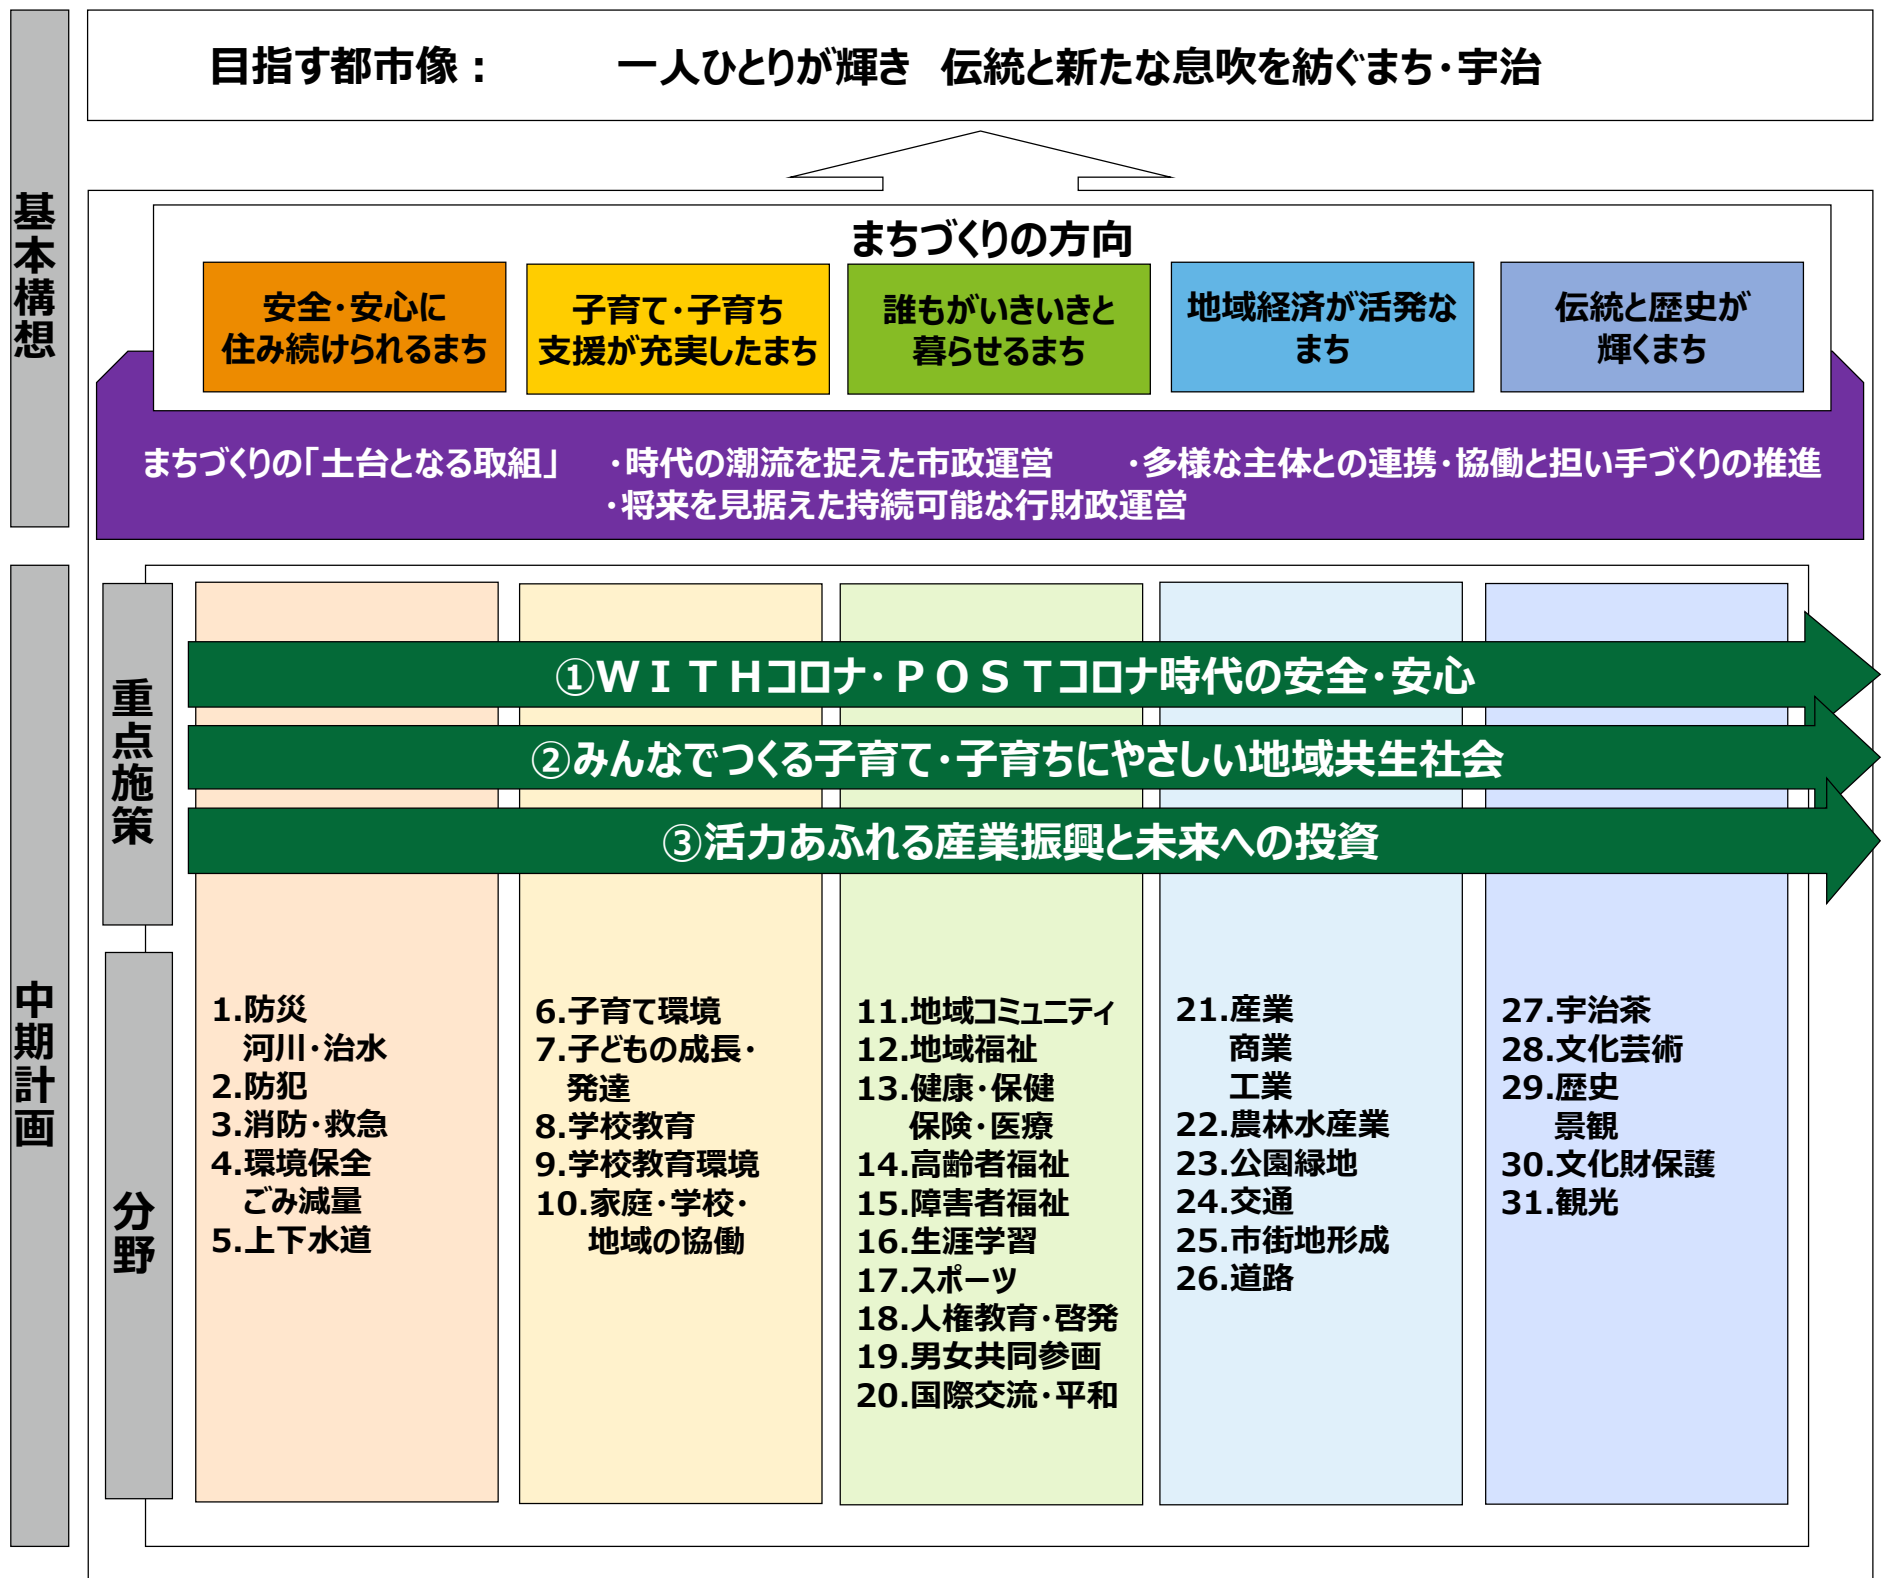 基本構想
目指す都市像： 一人ひとりが輝き 伝統と新たな息吹を紡ぐまち・宇治
まちづくりの方向
安全・安心に
住み続けられるまち
子育て・子育ち
支援が充実したまち
誰もがいきいきと
暮らせるまち
地域経済が活発な
まち
伝統と歴史が
輝くまち
まちづくりの「土台となる取組」 ・時代の潮流を捉えた市政運営 ・多様な主体との連携・協働と担い手づくりの推進
・将来を見据えた持続可能な行財政運営
中期計画
重点施策
①ＷＩＴＨコロナ・ＰＯＳＴコロナ時代の安全・安心
②みんなでつくる子育て・子育ちにやさしい地域共生社会
③活力あふれる産業振興と未来への投資
分野
1.防災
河川・治水
2.防犯
3.消防・救急
4.環境保全
ごみ減量
5.上下水道
6.子育て環境
7.子どもの成長・
発達
8.学校教育
9.学校教育環境
10.家庭・学校・
地域の協働
11.地域コミュニティ
12.地域福祉
13.健康・保健
保険・医療
14.高齢者福祉
15.障害者福祉
16.生涯学習
17.スポーツ
18.人権教育・啓発
19.男女共同参画
20.国際交流・平和
21.産業
商業
工業
22.農林水産業
23.公園緑地
24.交通
25.市街地形成
26.道路
27.宇治茶
28.文化芸術
29.歴史
景観
30.文化財保護
31.観光